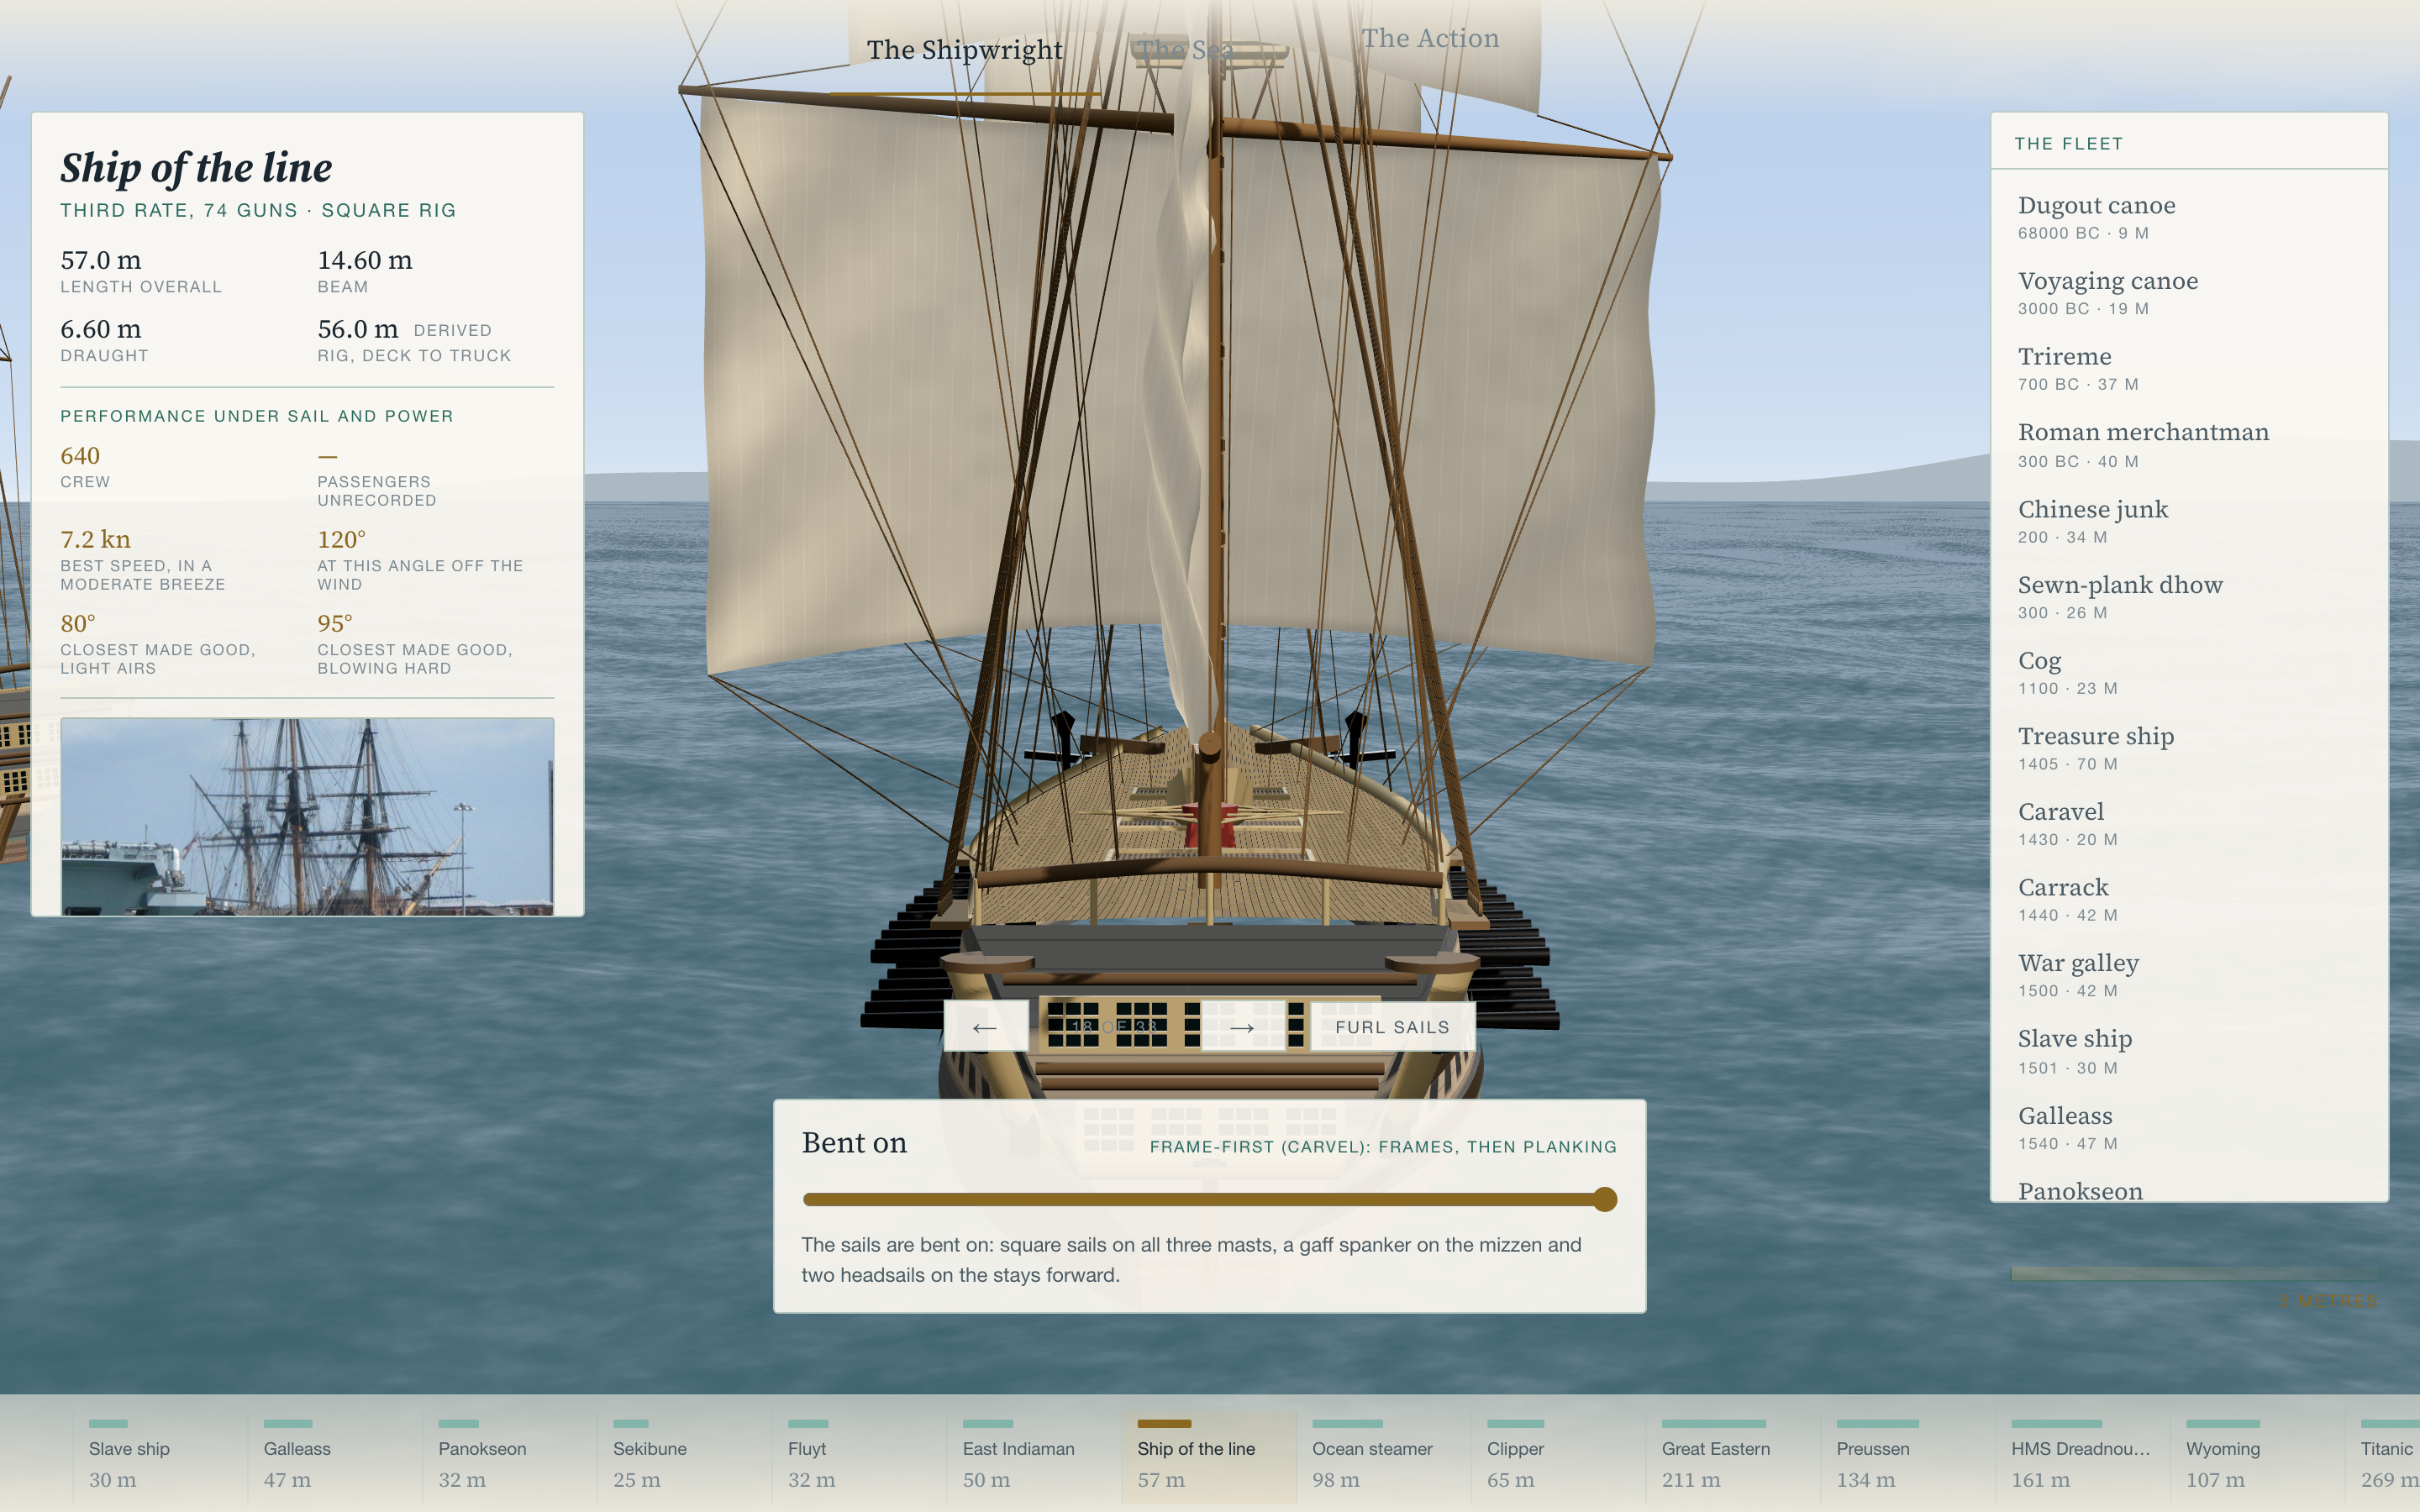 The Shipwright
The Sea
The Action
Ship of the line
THIRD RATE, 74 GUNS · SQUARE RIG
57.0 m
LENGTH OVERALL
14.60 m
BEAM
6.60 m
DRAUGHT
56.0 m DERIVED
RIG, DECK TO TRUCK
PERFORMANCE UNDER SAIL AND POWER
640
CREW
—
PASSENGERS
UNRECORDED
7.2 kn
BEST SPEED, IN A
MODERATE BREEZE
120°
AT THIS ANGLE OFF THE
WIND
80°
CLOSEST MADE GOOD,
LIGHT AIRS
95°
CLOSEST MADE GOOD,
BLOWING HARD
THE FLEET
Dugout canoe
68000 BC · 9 M
Voyaging canoe
3000 BC · 19 M
Trireme
700 BC · 37 M
Roman merchantman
300 BC · 40 M
Chinese junk
200 · 34 M
Sewn-plank dhow
300 · 26 M
Cog
1100 · 23 M
Treasure ship
1405 · 70 M
Caravel
1430 · 20 M
Carrack
1440 · 42 M
War galley
1500 · 42 M
Slave ship
1501 · 30 M
Galleass
1540 · 47 M
Panokseon
←
18 OF 33
→
FURL SAILS
Bent on
FRAME-FIRST (CARVEL): FRAMES, THEN PLANKING
The sails are bent on: square sails on all three masts, a gaff spanker on the mizzen and
two headsails on the stays forward.
5 METRES
Slave ship
30 m
Galleass
47 m
Panokseon
32 m
Sekibune
25 m
Fluyt
32 m
East Indiaman
50 m
Ship of the line
57 m
Ocean steamer
98 m
Clipper
65 m
Great Eastern
211 m
Preussen
134 m
HMS Dreadnou…
161 m
Wyoming
107 m
Titanic
269 m